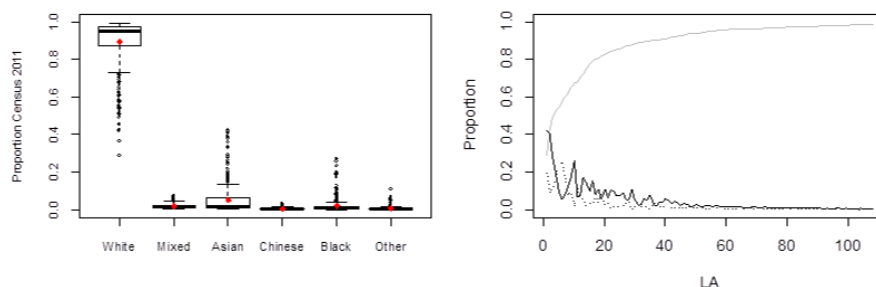 Proportion Census 2011
0.0 0.2 0.4 0.6 0.8 1.0
White Mixed Asian Chinese Black Other
Proportion
0.0 0.2 0.4 0.6 0.8 1.0
0 20 40 60 80 100
LA